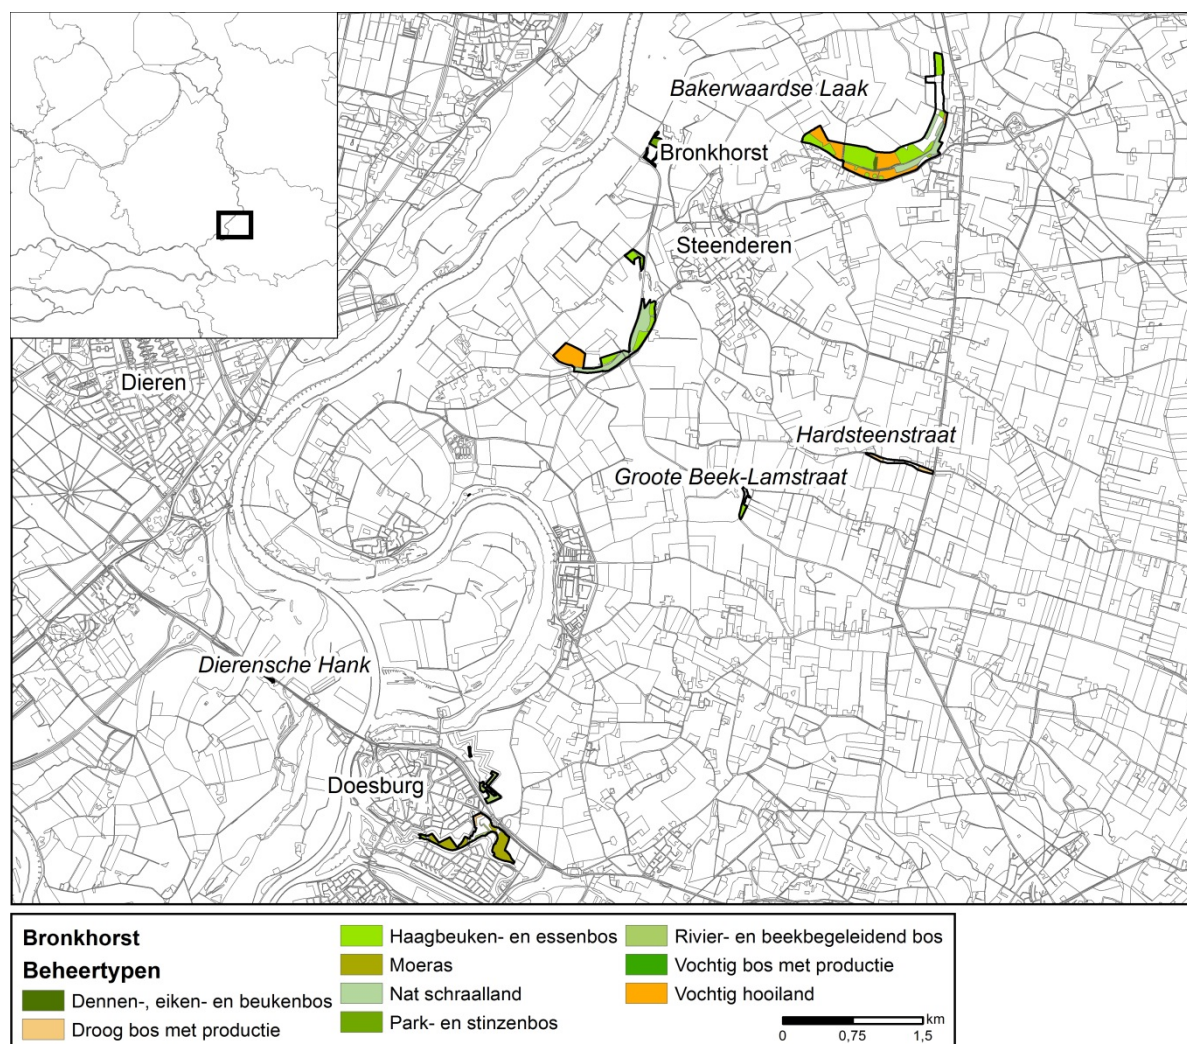 Bakerwaardse Laak
Bronkhorst
Steenderen
Dieren
Hardsteenstraat
Groote Beek-Lamstraat
Dierensche Hank
Doesburg
Bronkhorst
Beheertypen
Dennen-, eiken- en beukenbos
Droog bos met productie
Haagbeuken- en essenbos
Moeras
Nat schraalland
Park- en stinzenbos
Rivier- en beekbegeleidend bos
Vochtig bos met productie
Vochtig hooiland
km
0 0,75 1,5